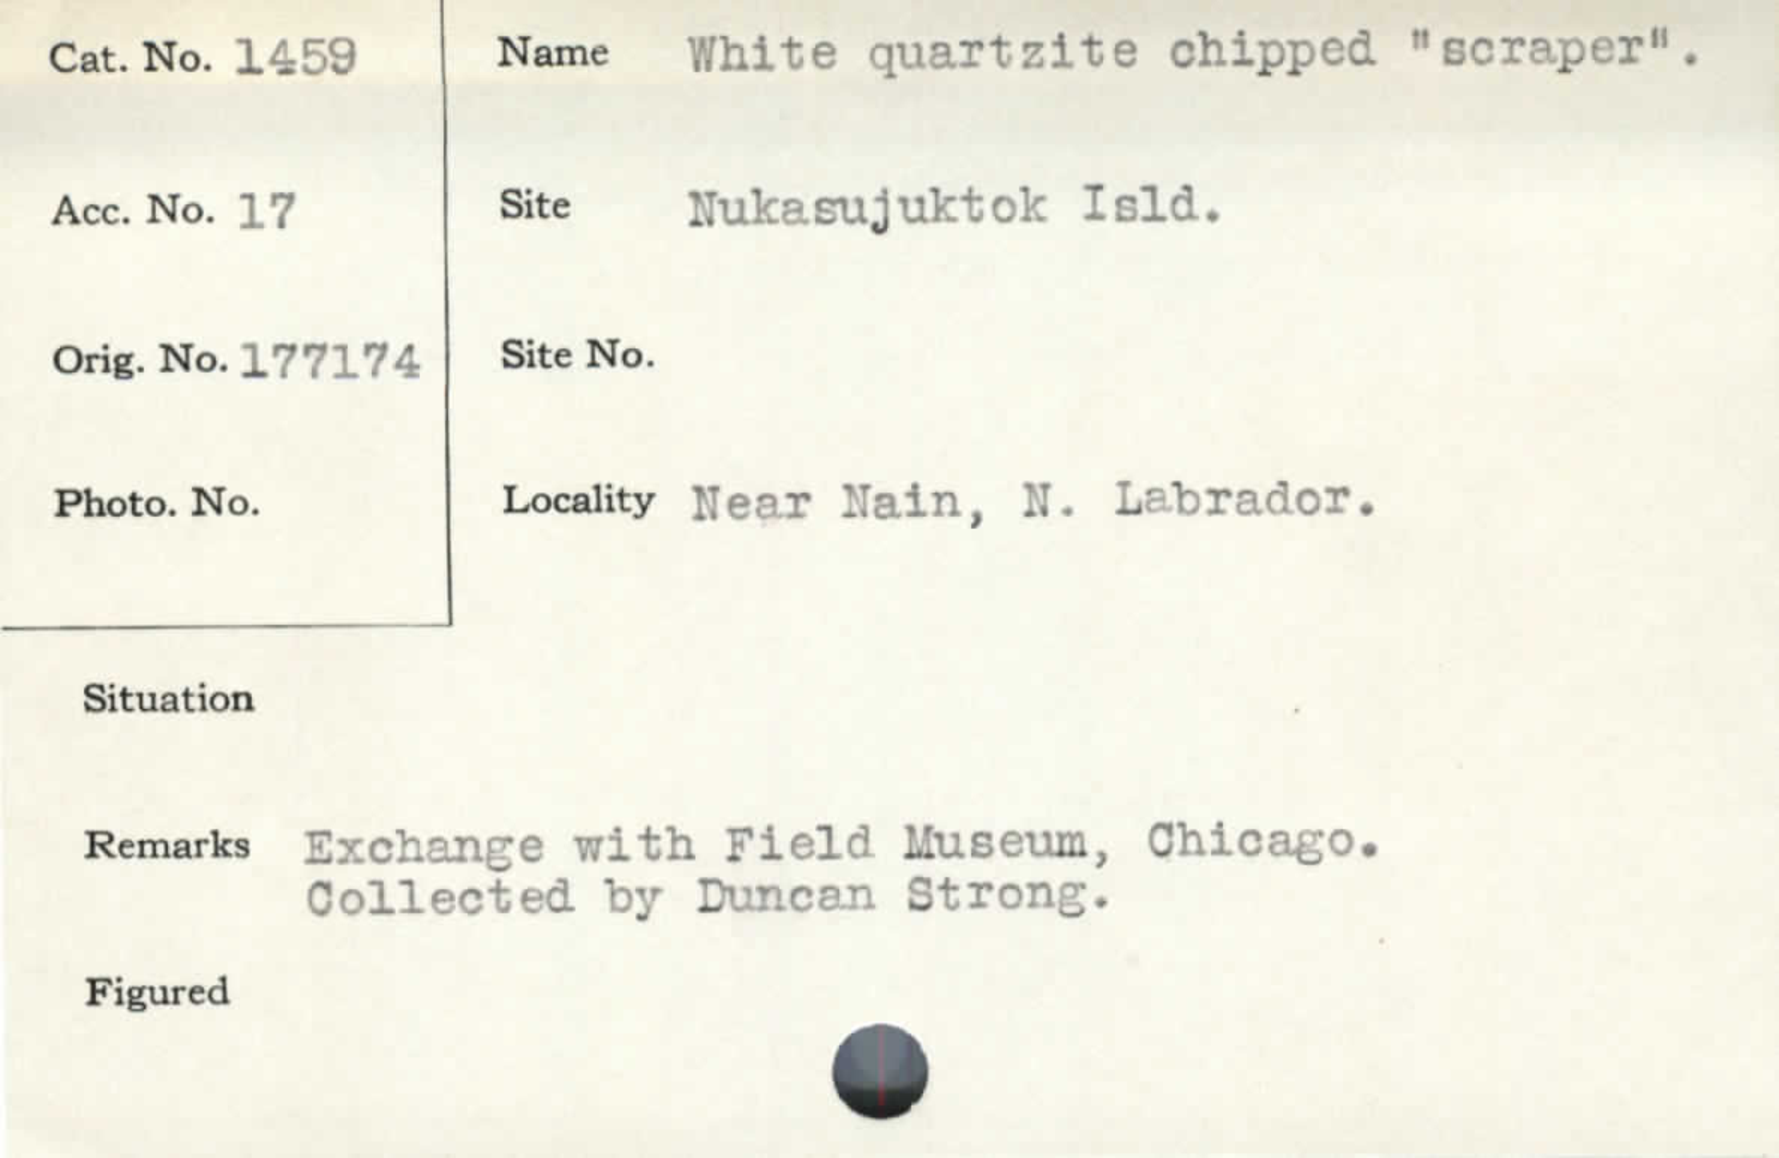 Cat. No. 1459
Name White quartzite chipped "scraper".
Acc. No. 17
Site Nukasujuktok Isld.
Orig. No. 177174
Site No.
Photo. No.
Locality Near Nain, N. Labrador.
Situation
Remarks Exchange with Field Museum, Chicago.
Collected by Duncan Strong.
Figured